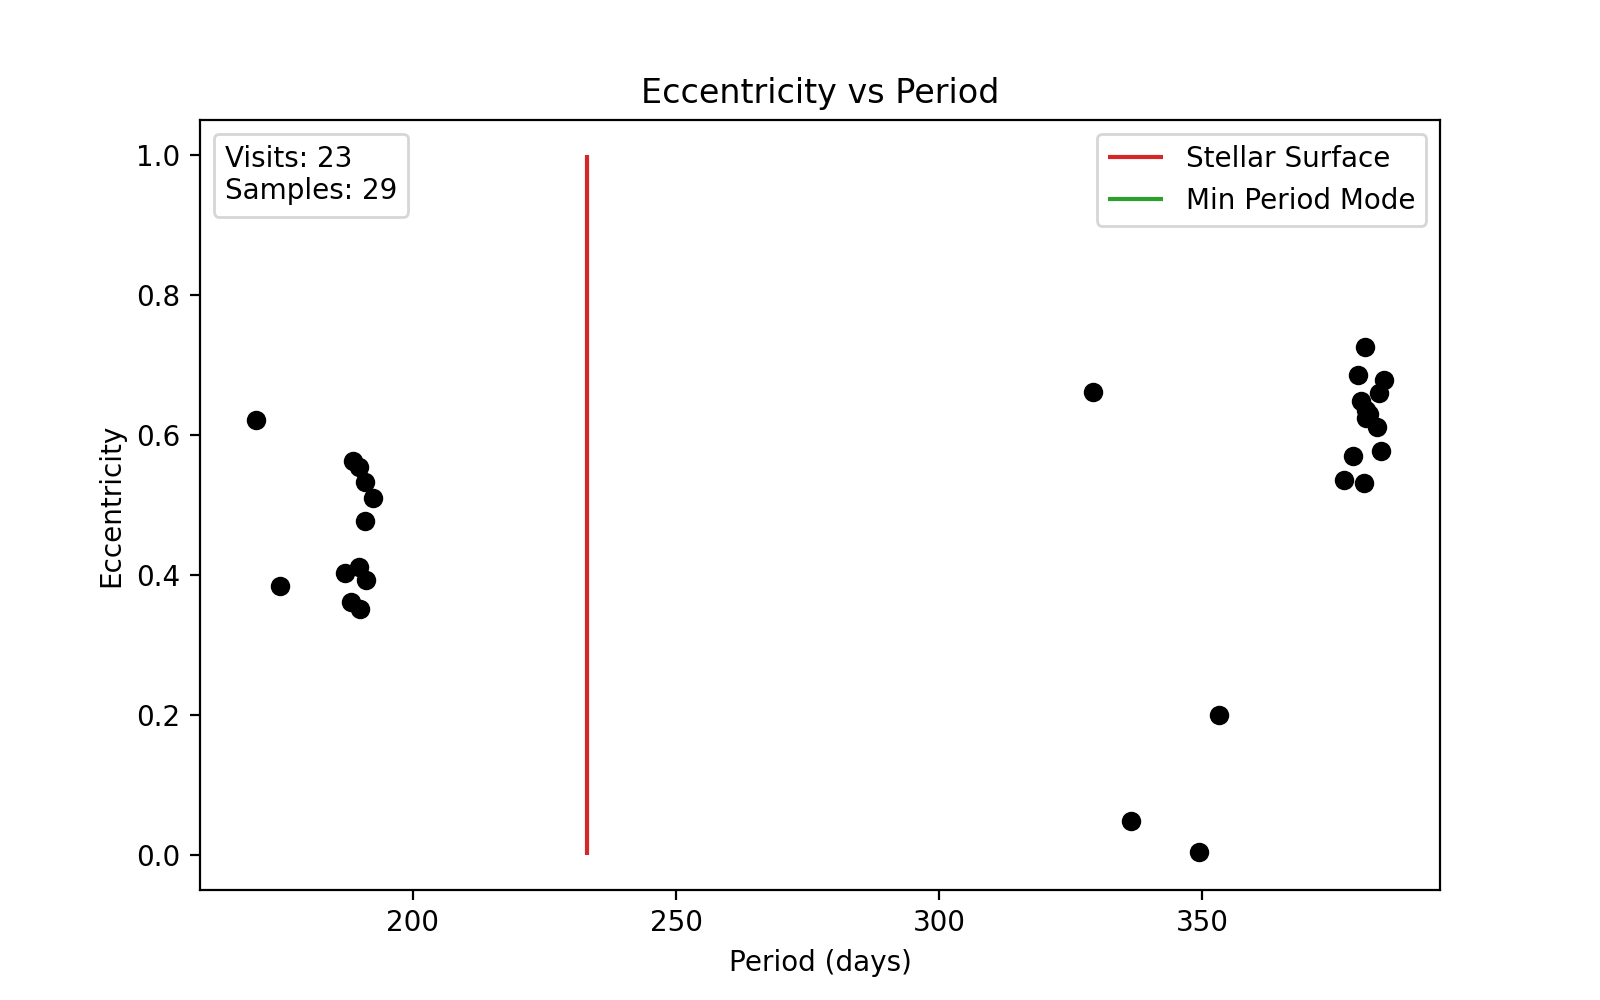 Eccentricity vs Period
Visits: 23
Samples: 29
Stellar Surface
Min Period Mode
1.0
0.8
0.6
0.4
0.2
0.0
Eccentricity
200 250 300 350
Period (days)